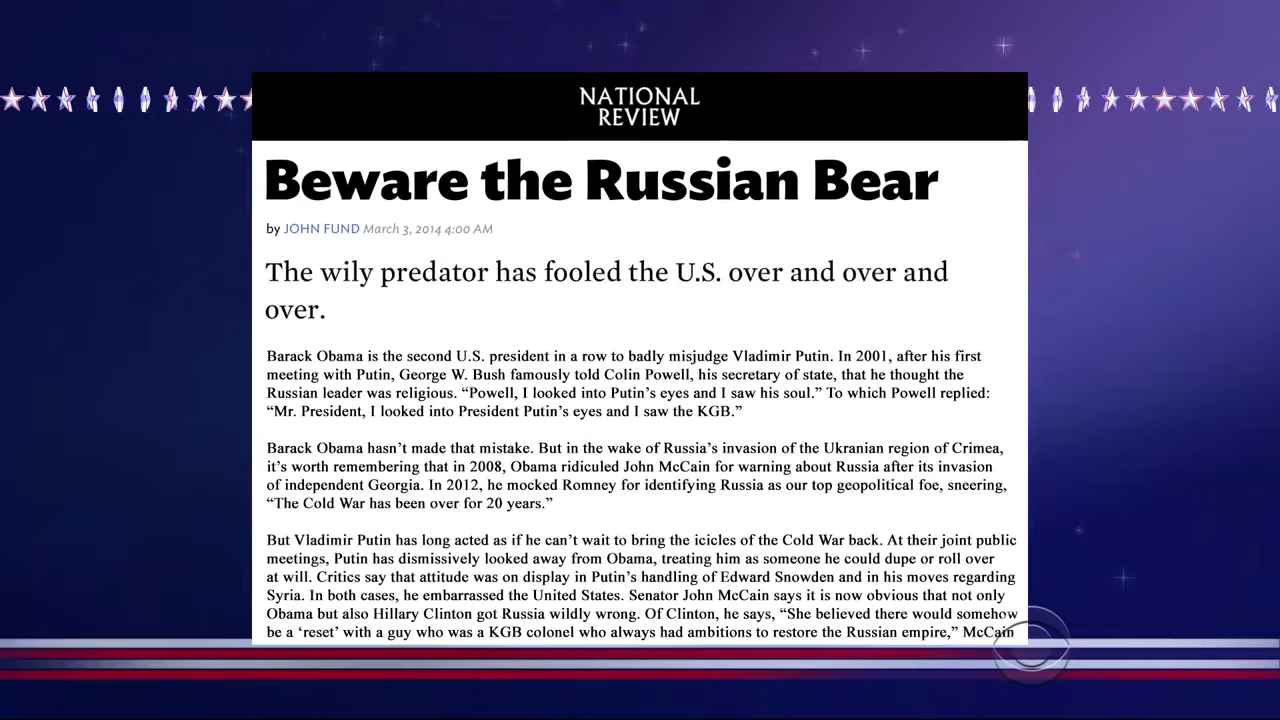 NATIONAL
REVIEW
Beware the Russian Bear
by JOHN FUND March 3, 2014 4:00 AM
The wily predator has fooled the U.S. over and over and
over.
Barack Obama is the second U.S. president in a row to badly misjudge Vladimir Putin. In 2001, after his first
meeting with Putin, George W. Bush famously told Colin Powell, his secretary of state, that he thought the
Russian leader was religious. “Powell, I looked into Putin’s eyes and I saw his soul.” To which Powell replied:
“Mr. President, I looked into President Putin’s eyes and I saw the KGB.”
Barack Obama hasn’t made that mistake. But in the wake of Russia’s invasion of the Ukranian region of Crimea,
it’s worth remembering that in 2008, Obama ridiculed John McCain for warning about Russia after its invasion
of independent Georgia. In 2012, he mocked Romney for identifying Russia as our top geopolitical foe, sneering,
“The Cold War has been over for 20 years.”
But Vladimir Putin has long acted as if he can’t wait to bring the icicles of the Cold War back. At their joint public
meetings, Putin has dismissively looked away from Obama, treating him as someone he could dupe or roll over
at will. Critics say that attitude was on display in Putin’s handling of Edward Snowden and in his moves regarding
Syria. In both cases, he embarrassed the United States. Senator John McCain says it is now obvious that not only
Obama but also Hillary Clinton got Russia wildly wrong. Of Clinton, he says, “She believed there would somehow
be a ‘reset’ with a guy who was a KGB colonel who always had ambitions to restore the Russian empire,” McCain